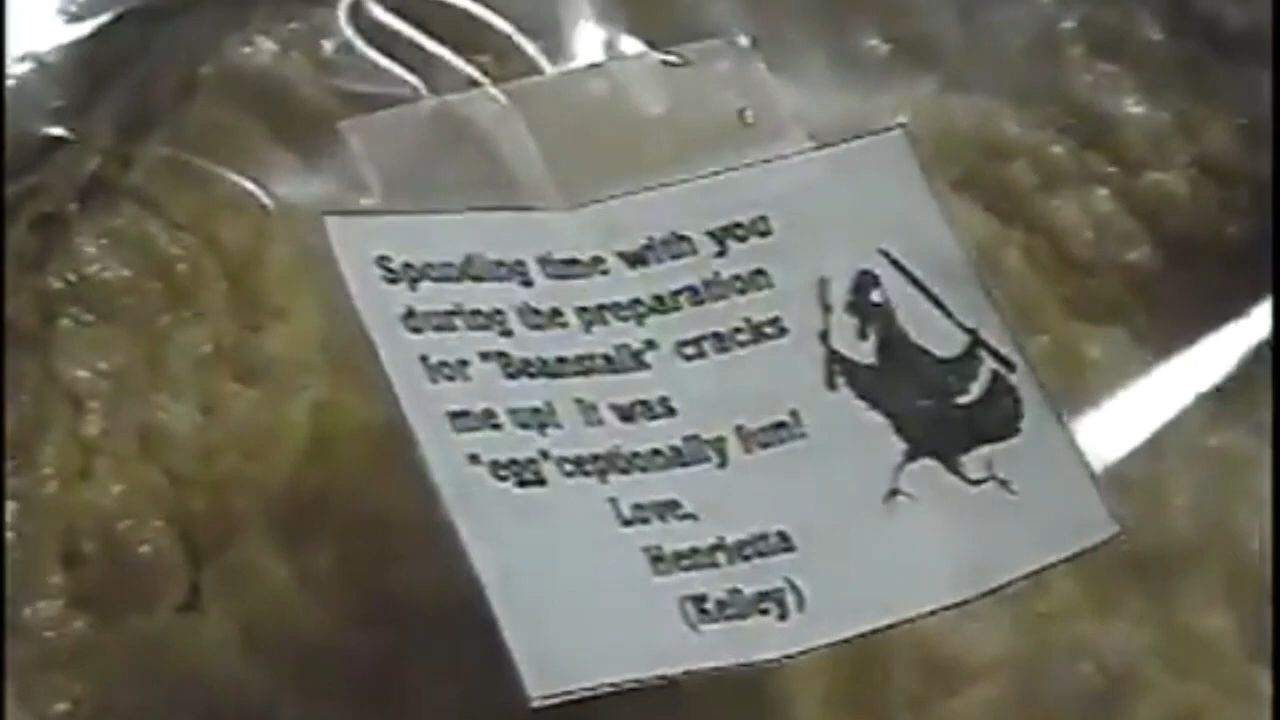 Spending time with you
during the preparation
for "Beanstalk" cracks
me up! It was
"egg"ceptionally fun!
Love,
Henrietta
(Kelley)